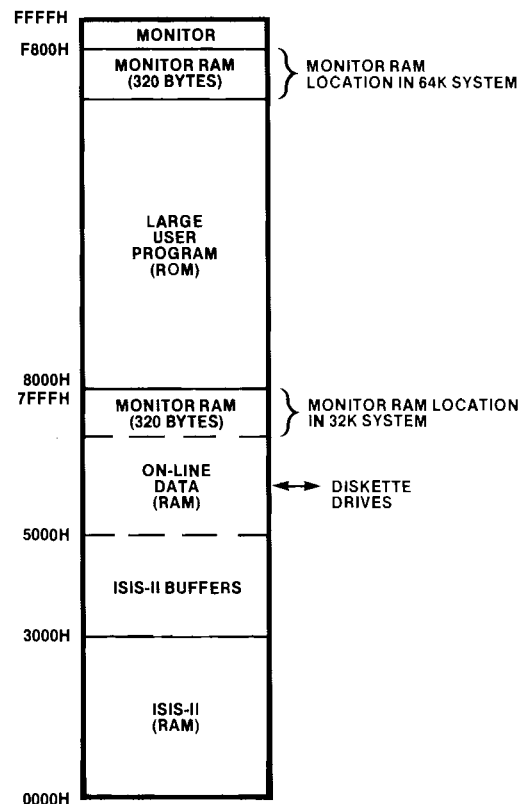 FFFFH
MONITOR
F800H
MONITOR RAM
(320 BYTES)
MONITOR RAM
LOCATION IN 64K SYSTEM
LARGE
USER
PROGRAM
(ROM)
8000H
7FFFH
MONITOR RAM
(320 BYTES)
MONITOR RAM LOCATION
IN 32K SYSTEM
ON-LINE
DATA
(RAM)
DISKETTE
DRIVES
5000H
ISIS-II BUFFERS
3000H
ISIS-II
(RAM)
0000H